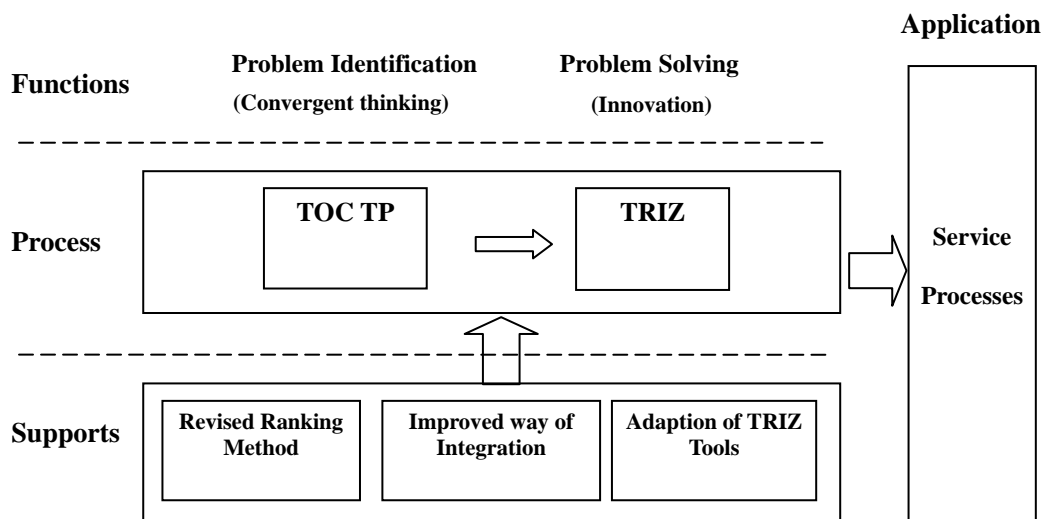 Application
Problem Identification
Problem Solving
Functions
(Convergent thinking)
(Innovation)
TOC TP
TRIZ
Process
Service
Processes
Supports
Revised Ranking
Method
Improved way of
Integration
Adaption of TRIZ
Tools